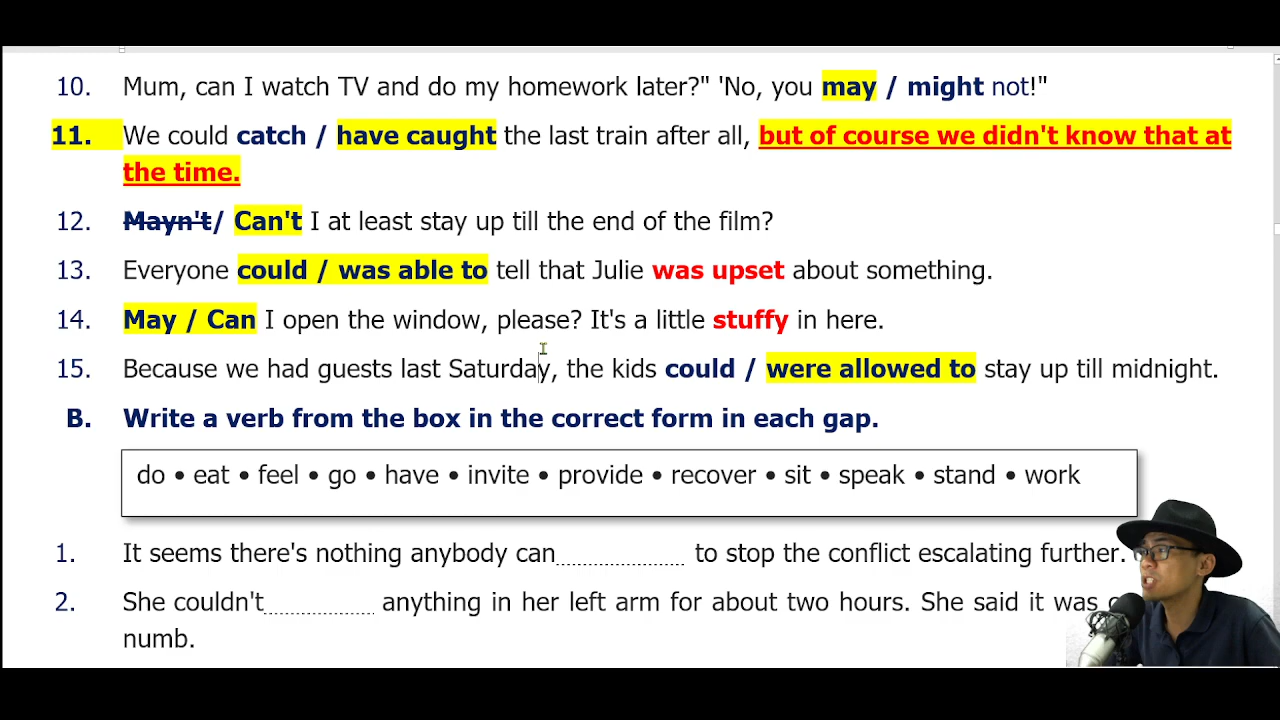 10. Mum, can I watch TV and do my homework later?" 'No, you may / might not!"
11. We could catch / have caught the last train after all, but of course we didn't know that at
the time.
12. Mayn't/ Can't I at least stay up till the end of the film?
13. Everyone could / was able to tell that Julie was upset about something.
14. May / Can I open the window, please? It's a little stuffy in here.
15. Because we had guests last Saturday, the kids could / were allowed to stay up till midnight.
B. Write a verb from the box in the correct form in each gap.
do • eat • feel • go • have • invite • provide • recover • sit • speak • stand • work
1. It seems there's nothing anybody can.................. to stop the conflict escalating further.
2. She couldn't............... anything in her left arm for about two hours. She said it was
numb.